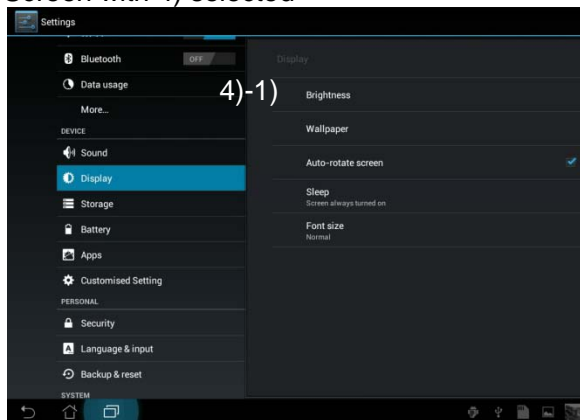 Screen with 4) selected
Settings
Bluetooth
OFF
Data usage
More...
DEVICE
Sound
Display
Storage
Battery
Apps
Customised Setting
PERSONAL
Security
Language & input
Backup & reset
SYSTEM
Display
4)-1)
Brightness
Wallpaper
Auto-rotate screen
Sleep
Screen always turned on
Font size
Normal